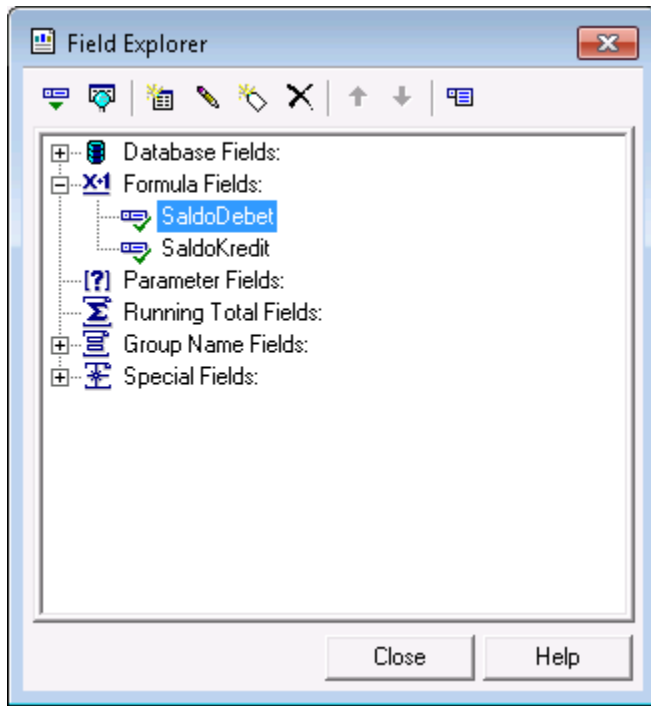 Field Explorer
Database Fields:
X+1 Formula Fields:
SaldoDebet
SaldoKredit
[?] Parameter Fields:
Σ Running Total Fields:
Group Name Fields:
Special Fields:
Close Help